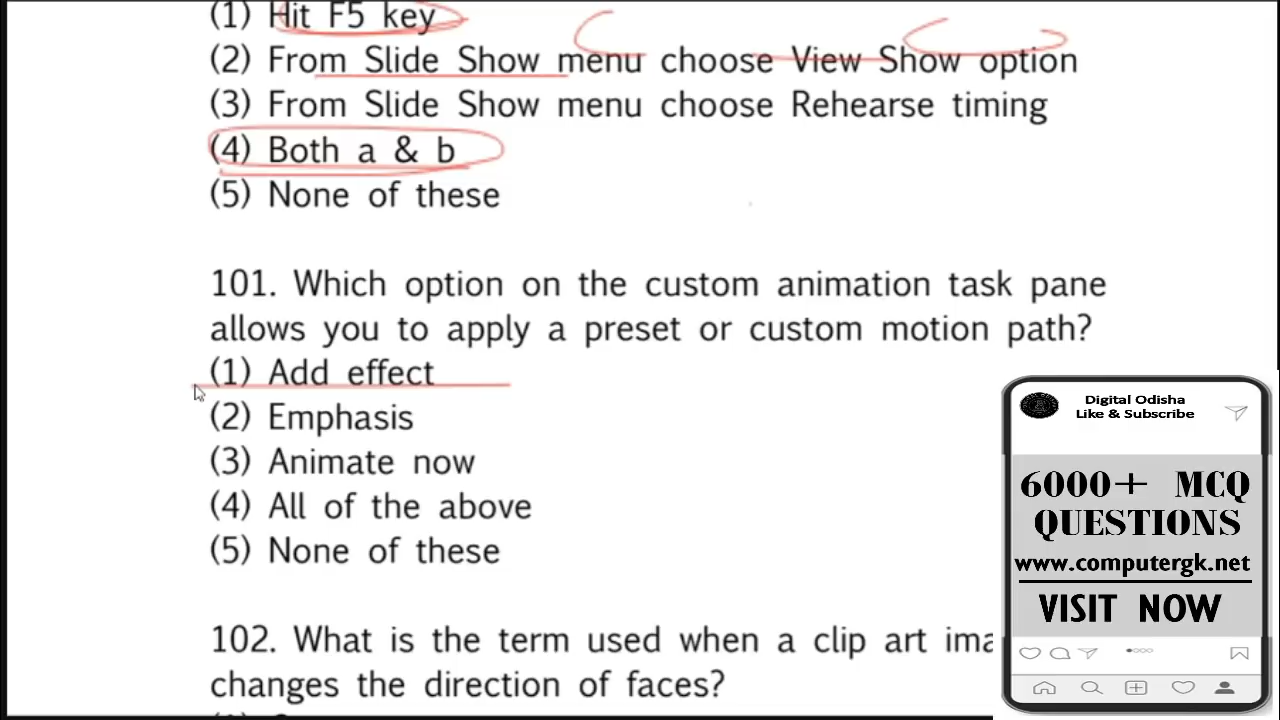 (1) Hit F5 key
(2) From Slide Show menu choose View Show option
(3) From Slide Show menu choose Rehearse timing
(4) Both a & b
(5) None of these
101. Which option on the custom animation task pane
allows you to apply a preset or custom motion path?
(1) Add effect
(2) Emphasis
(3) Animate now
(4) All of the above
(5) None of these
102. What is the term used when a clip art ima
changes the direction of faces?
Digital Odisha
Like & Subscribe
6000+ MCQ
QUESTIONS
www.computergk.net
VISIT NOW